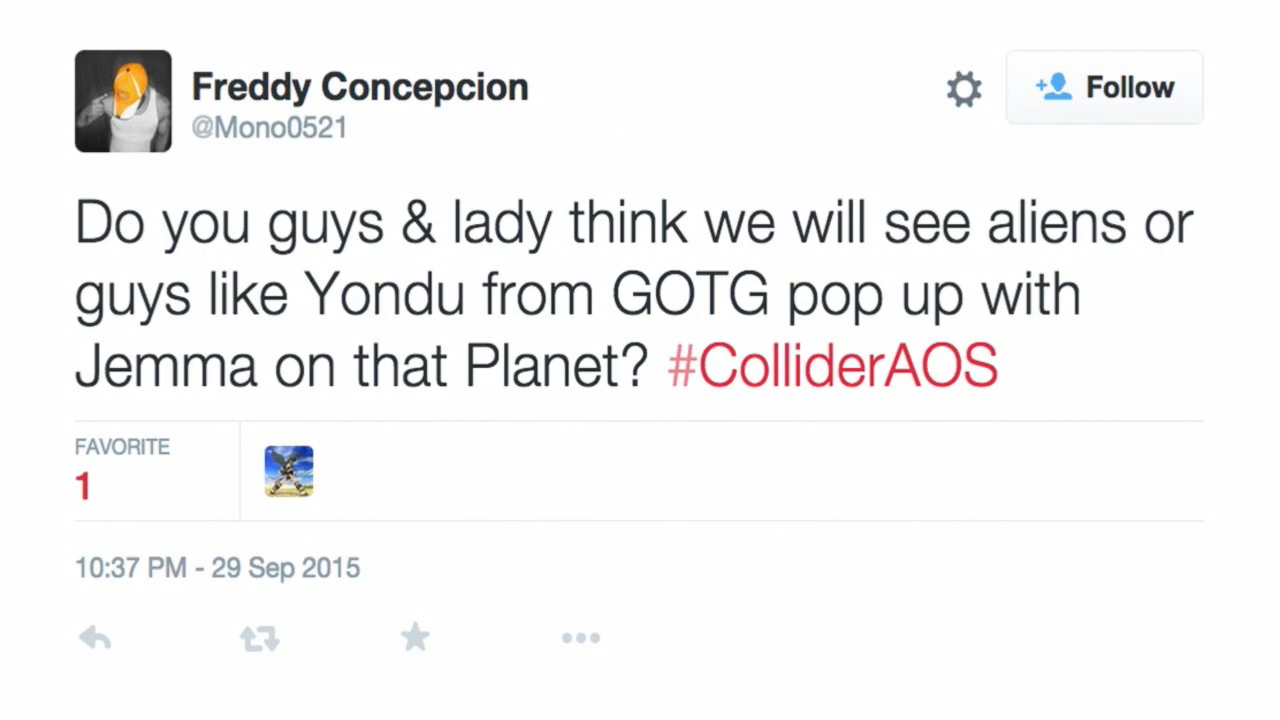 Freddy Concepcion
@Mono0521
Follow
Do you guys & lady think we will see aliens or
guys like Yondu from GOTG pop up with
Jemma on that Planet? #ColliderAOS
FAVORITE
1
10:37 PM - 29 Sep 2015